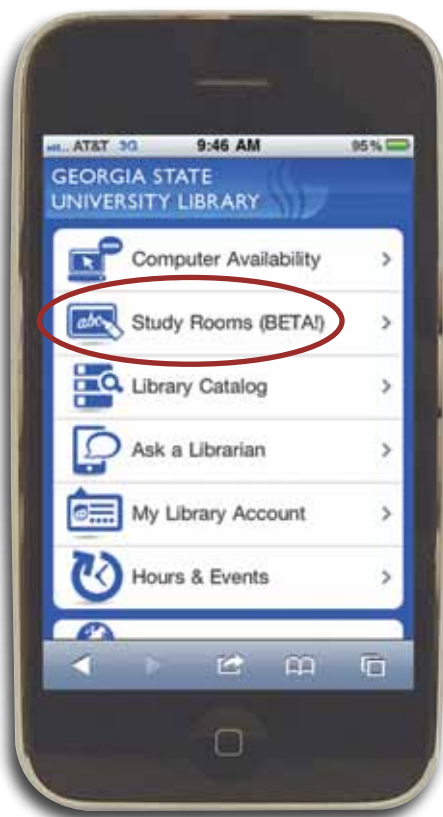 AT&T 3G 9:46 AM 95%
GEORGIA STATE
UNIVERSITY LIBRARY
Computer Availability
abc Study Rooms (BETA!)
Library Catalog
Ask a Librarian
My Library Account
Hours & Events